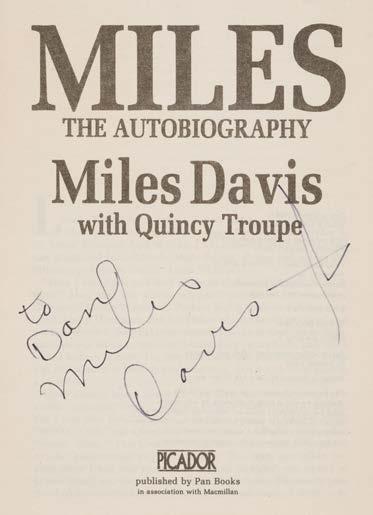 MILES
THE AUTOBIOGRAPHY
Miles Davis
with Quincy Troupe
to
Miles
Davis
PICADOR
published by Pan Books
in association with Macmillan